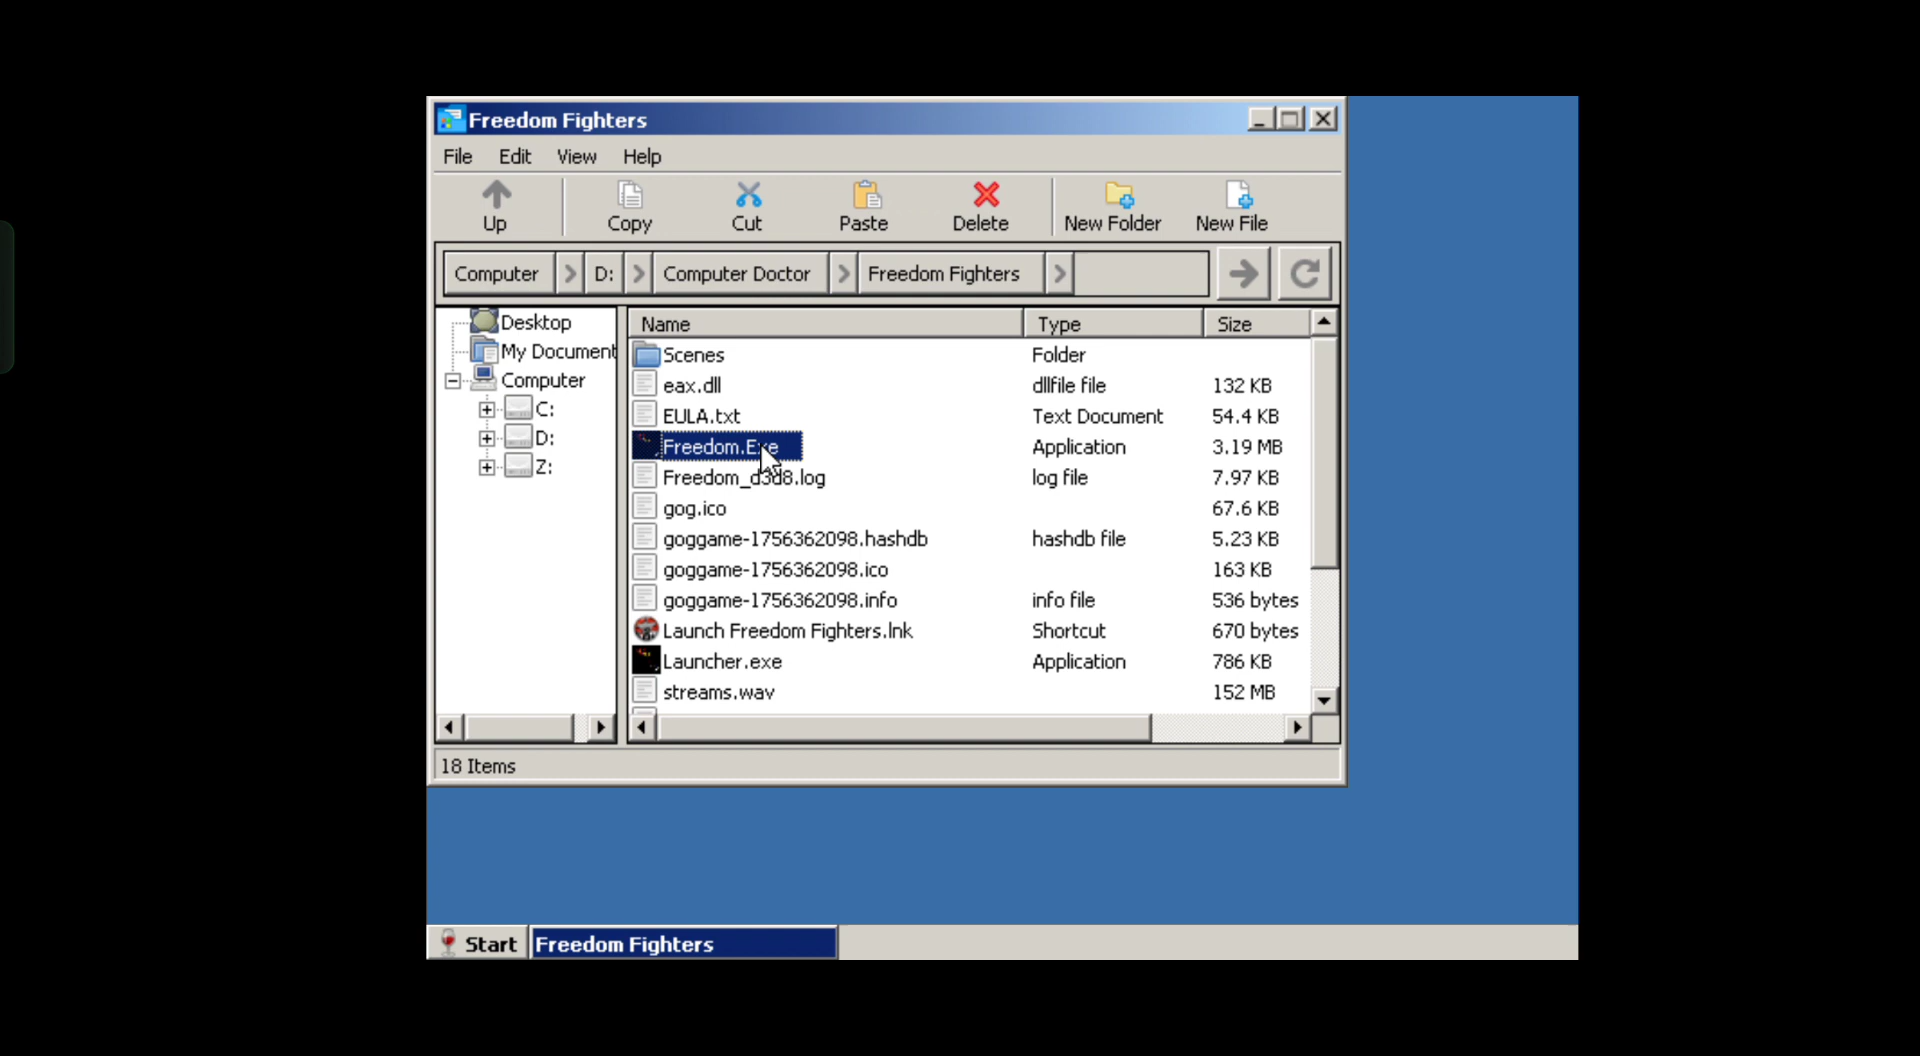 Freedom Fighters
File Edit View Help
Up Copy Cut Paste Delete New Folder New File
Computer D: Computer Doctor Freedom Fighters
Desktop
My Document
Computer
C:
D:
Z:
Name Type Size
Scenes Folder
eax.dll dllfile file 132 KB
EULA.txt Text Document 54.4 KB
Freedom.Exe Application 3.19 MB
Freedom_d3d8.log log file 7.97 KB
gog.ico 67.6 KB
goggame-1756362098.hashdb hashdb file 5.23 KB
goggame-1756362098.ico 163 KB
goggame-1756362098.info info file 536 bytes
Launch Freedom Fighters.lnk Shortcut 670 bytes
Launcher.exe Application 786 KB
streams.wav 152 MB
18 Items
Start Freedom Fighters